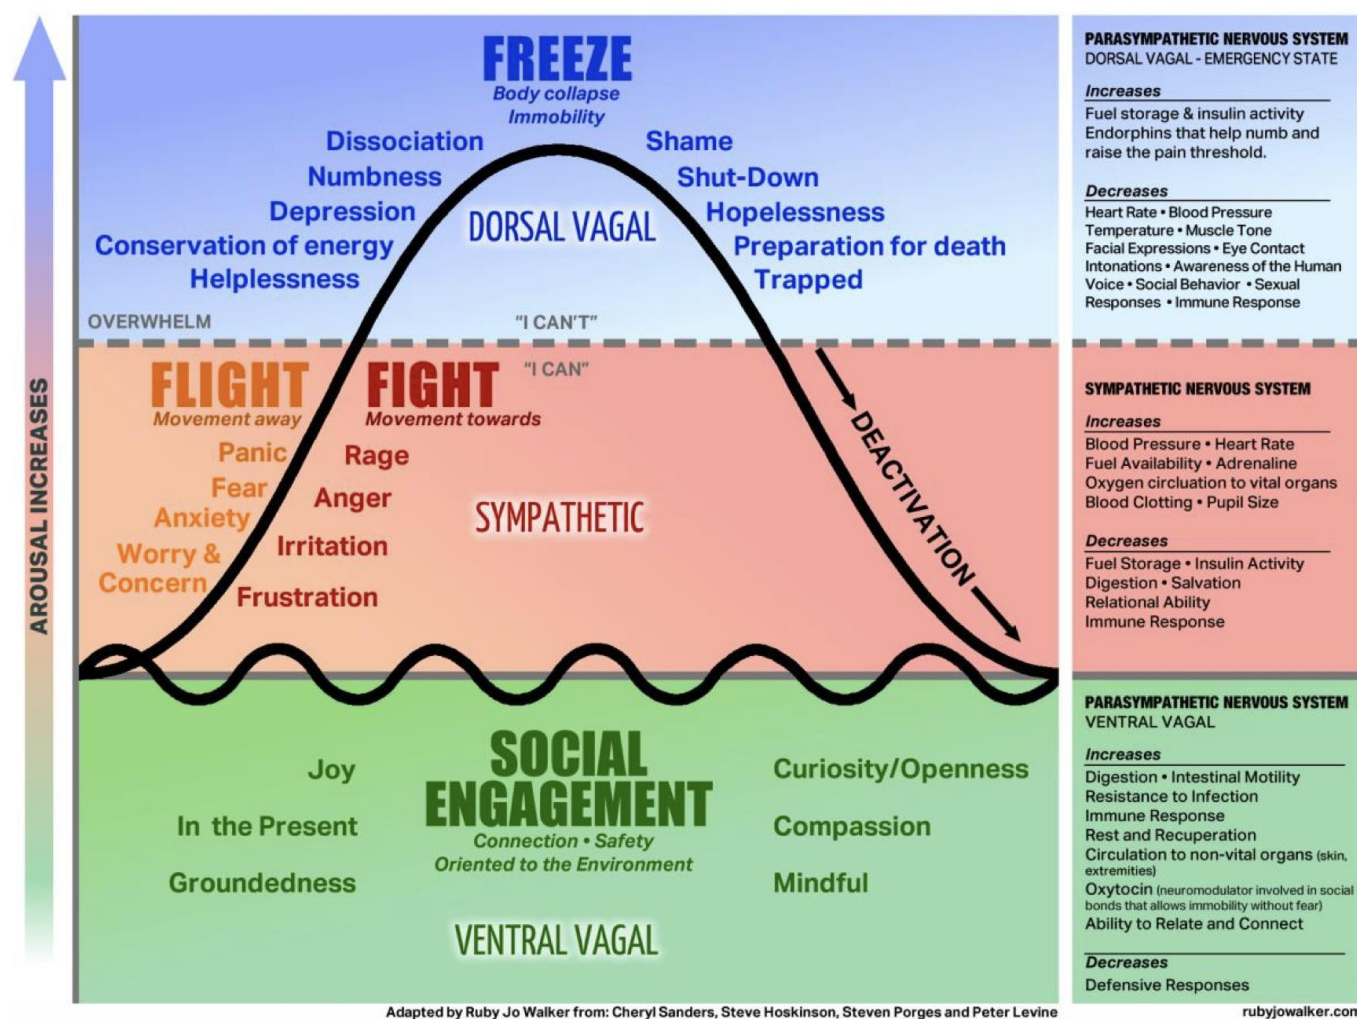 FREEZE
Body collapse
Immobility
Dissociation
Numbness
Depression
Conservation of energy
Helplessness
Shame
Shut-Down
Hopelessness
Preparation for death
Trapped
DORSAL VAGAL
OVERWHELM
"I CAN'T"
"I CAN"
FLIGHT
Movement away
Panic
Fear
Anxiety
Worry &
Concern
FIGHT
Movement towards
Rage
Anger
Irritation
Frustration
SYMPATHETIC
DEACTIVATION
AROUSAL INCREASES
SOCIAL
ENGAGEMENT
Connection • Safety
Oriented to the Environment
Joy
In the Present
Groundedness
Curiosity/Openness
Compassion
Mindful
VENTRAL VAGAL
PARASYMPATHETIC NERVOUS SYSTEM
DORSAL VAGAL - EMERGENCY STATE
Increases
Fuel storage & insulin activity
Endorphins that help numb and
raise the pain threshold.
Decreases
Heart Rate • Blood Pressure
Temperature • Muscle Tone
Facial Expressions • Eye Contact
Intonations • Awareness of the Human
Voice • Social Behavior • Sexual
Responses • Immune Response
SYMPATHETIC NERVOUS SYSTEM
Increases
Blood Pressure • Heart Rate
Fuel Availability • Adrenaline
Oxygen circluation to vital organs
Blood Clotting • Pupil Size
Decreases
Fuel Storage • Insulin Activity
Digestion • Salvation
Relational Ability
Immune Response
PARASYMPATHETIC NERVOUS SYSTEM
VENTRAL VAGAL
Increases
Digestion • Intestinal Motility
Resistance to Infection
Immune Response
Rest and Recuperation
Circulation to non-vital organs (skin,
extremities)
Oxytocin (neuromodulator involved in social
bonds that allows immobility without fear)
Ability to Relate and Connect
Decreases
Defensive Responses
Adapted by Ruby Jo Walker from: Cheryl Sanders, Steve Hoskinson, Steven Porges and Peter Levine
rubyjowalker.com